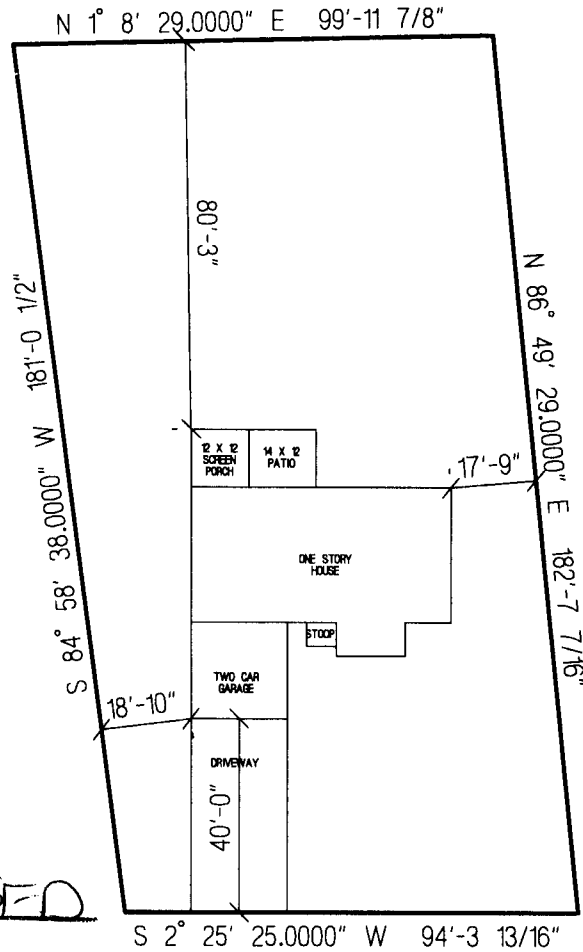 N 1° 8' 29.0000" E 99'-11 7/8"
80'-3"
S 84° 58' 38.0000" W 181'-0 1/2"
N 86° 49' 29.0000" E 182'-7 7/16"
12 X 12
SCREEN
PORCH
14 X 12
PATIO
17'-9"
ONE STORY
HOUSE
STOOP
TWO CAR
GARAGE
18'-10"
DRIVEWAY
40'-0"
S 2° 25' 25.0000" W 94'-3 13/16"